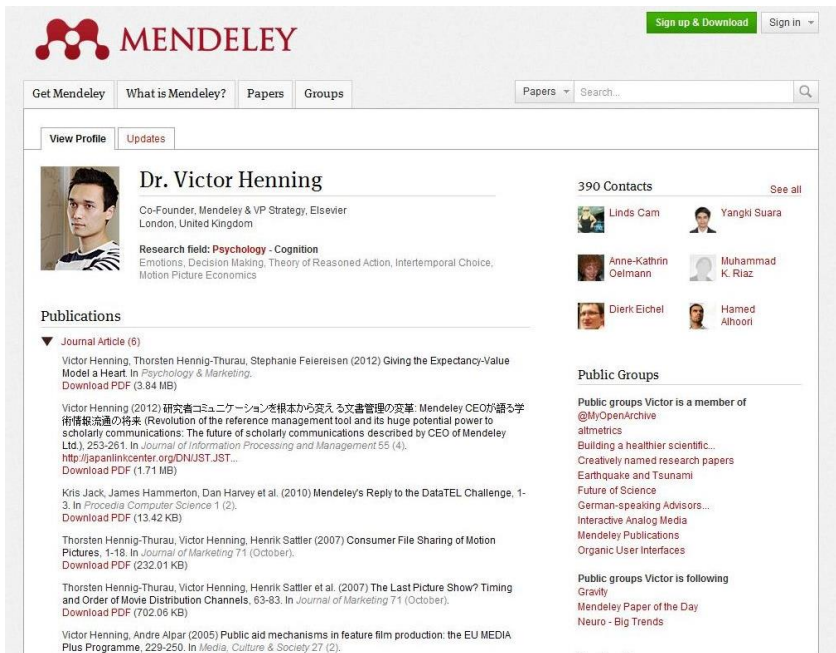 MENDELEY
Sign up & Download
Sign in
Get Mendeley
What is Mendeley?
Papers
Groups
Papers
Search...
View Profile
Updates
Dr. Victor Henning
Co-Founder, Mendeley & VP Strategy, Elsevier
London, United Kingdom
Research field: Psychology - Cognition
Emotions, Decision Making, Theory of Reasoned Action, Intertemporal Choice,
Motion Picture Economics
Publications
Journal Article (6)
Victor Henning, Thorsten Hennig-Thurau, Stephanie Feiereisen (2012) Giving the Expectancy-Value
Model a Heart. In Psychology & Marketing.
Download PDF (3.84 MB)
Victor Henning (2012) 研究者コミュニケーションを根本から変える文書管理の変革: Mendeley CEOが語る学
術情報流通の将来 (Revolution of the reference management tool and its huge potential power to
scholarly communications: The future of scholarly communications described by CEO of Mendeley
Ltd.), 253-261. In Journal of Information Processing and Management 55 (4).
http://japanlinkcenter.org/DN/JST.JST...
Download PDF (1.71 MB)
Kris Jack, James Hammerton, Dan Harvey et al. (2010) Mendeley's Reply to the DataTEL Challenge, 1-
3. In Procedia Computer Science 1 (2).
Download PDF (13.42 KB)
Thorsten Hennig-Thurau, Victor Henning, Henrik Sattler (2007) Consumer File Sharing of Motion
Pictures, 1-18. In Journal of Marketing 71 (October).
Download PDF (232.01 KB)
Thorsten Hennig-Thurau, Victor Henning, Henrik Sattler et al. (2007) The Last Picture Show? Timing
and Order of Movie Distribution Channels, 63-83. In Journal of Marketing 71 (October).
Download PDF (702.06 KB)
Victor Henning, Andre Alpar (2005) Public aid mechanisms in feature film production: the EU MEDIA
Plus Programme, 229-250. In Media, Culture & Society 27 (2).
390 Contacts
See all
Linds Cam
Yangki Suara
Anne-Kathrin
Oelmann
Muhammad
K. Riaz
Dierk Eichel
Hamed
Alhoori
Public Groups
Public groups Victor is a member of
@MyOpenArchive
altmetrics
Building a healthier scientific...
Creatively named research papers
Earthquake and Tsunami
Future of Science
German-speaking Advisors...
Interactive Analog Media
Mendeley Publications
Organic User Interfaces
Public groups Victor is following
Gravity
Mendeley Paper of the Day
Neuro - Big Trends